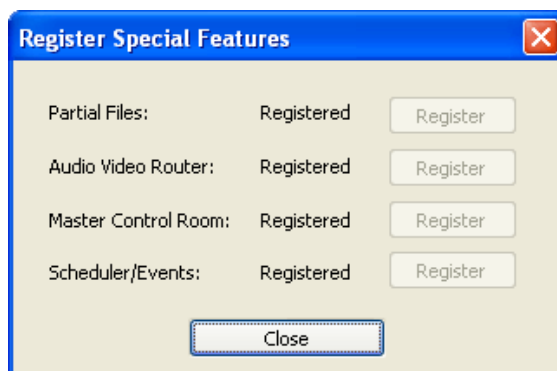 Register Special Features
Partial Files: Registered Register
Audio Video Router: Registered Register
Master Control Room: Registered Register
Scheduler/Events: Registered Register
Close